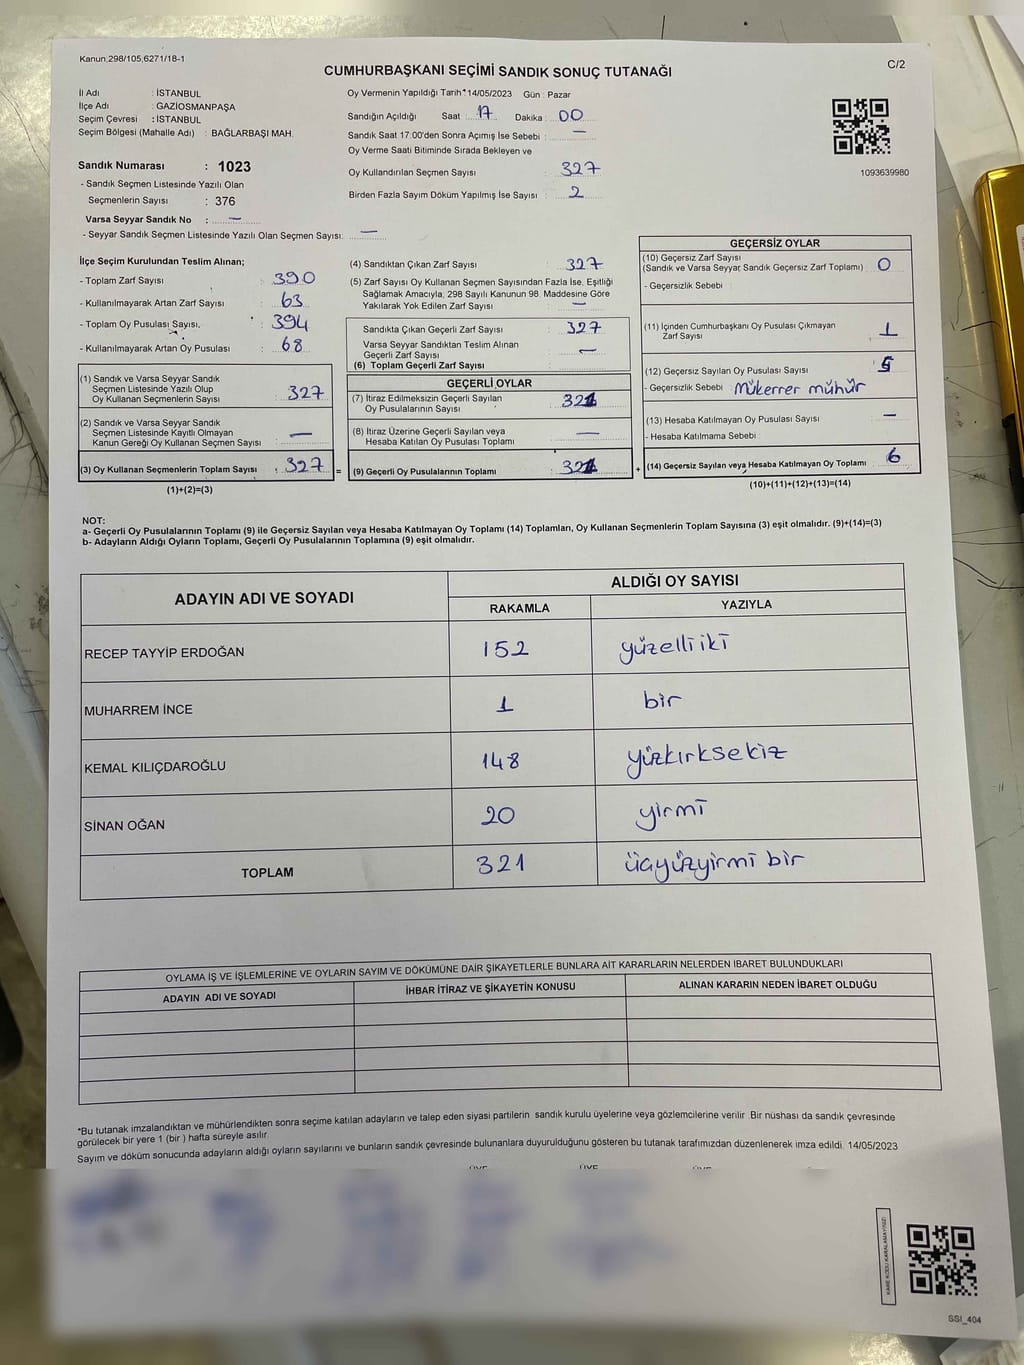 Kanun,298/105,6271/18-1
C/2
CUMHURBAŞKANI SEÇİMİ SANDIK SONUÇ TUTANAĞI
İl Adı : İSTANBUL
İlçe Adı : GAZİOSMANPAŞA
Seçim Çevresi : İSTANBUL
Seçim Bölgesi (Mahalle Adı) : BAĞLARBAŞI MAH.
Sandık Numarası : 1023
- Sandık Seçmen Listesinde Yazılı Olan
Seçmenlerin Sayısı : 376
Varsa Seyyar Sandık No : —
- Seyyar Sandık Seçmen Listesinde Yazılı Olan Seçmen Sayısı: —
Oy Vermenin Yapıldığı Tarih* 14/05/2023 Gün : Pazar
Sandığın Açıldığı Saat : 17 Dakika : 00
Sandık Saat 17:00'den Sonra Açımış İse Sebebi : —
Oy Verme Saati Bitiminde Sırada Bekleyen ve
Oy Kullandırılan Seçmen Sayısı : 327
Birden Fazla Sayım Döküm Yapılmış İse Sayısı : 2
1093639980
İlçe Seçim Kurulundan Teslim Alınan;
- Toplam Zarf Sayısı : 390
- Kullanılmayarak Artan Zarf Sayısı : 63
- Toplam Oy Pusulası Sayısı, : 394
- Kullanılmayarak Artan Oy Pusulası : 68
(1) Sandık ve Varsa Seyyar Sandık
Seçmen Listesinde Yazılı Olup
Oy Kullanan Seçmenlerin Sayısı : 327
(2) Sandık ve Varsa Seyyar Sandık
Seçmen Listesinde Kayıtlı Olmayan
Kanun Gereği Oy Kullanan Seçmen Sayısı : —
(3) Oy Kullanan Seçmenlerin Toplam Sayısı : 327 =
(1)+(2)=(3)
(4) Sandıktan Çıkan Zarf Sayısı : 327
(5) Zarf Sayısı Oy Kullanan Seçmen Sayısından Fazla İse, Eşitliği
Sağlamak Amacıyla, 298 Sayılı Kanunun 98. Maddesine Göre
Yakılarak Yok Edilen Zarf Sayısı : —
Sandıkta Çıkan Geçerli Zarf Sayısı : 327
Varsa Seyyar Sandıktan Teslim Alınan
Geçerli Zarf Sayısı : —
(6) Toplam Geçerli Zarf Sayısı
GEÇERLİ OYLAR
(7) İtiraz Edilmeksizin Geçerli Sayılan
Oy Pusulalarının Sayısı : 321
(8) İtiraz Üzerine Geçerli Sayılan veya
Hesaba Katılan Oy Pusulası Toplamı : —
(9) Geçerli Oy Pusulalarının Toplamı : 321 +
GEÇERSİZ OYLAR
(10) Geçersiz Zarf Sayısı
(Sandık ve Varsa Seyyar Sandık Geçersiz Zarf Toplamı) : 0
- Geçersizlik Sebebi :
(11) İçinden Cumhurbaşkanı Oy Pusulası Çıkmayan
Zarf Sayısı : 1
(12) Geçersiz Sayılan Oy Pusulası Sayısı : 5
- Geçersizlik Sebebi : Mükerrer mühür
(13) Hesaba Katılmayan Oy Pusulası Sayısı : —
- Hesaba Katılmama Sebebi :
(14) Geçersiz Sayılan veya Hesaba Katılmayan Oy Toplamı : 6
(10)+(11)+(12)+(13)=(14)
NOT:
a- Geçerli Oy Pusulalarının Toplamı (9) ile Geçersiz Sayılan veya Hesaba Katılmayan Oy Toplamı (14) Toplamları, Oy Kullanan Seçmenlerin Toplam Sayısına (3) eşit olmalıdır. (9)+(14)=(3)
b- Adayların Aldığı Oyların Toplamı, Geçerli Oy Pusulalarının Toplamına (9) eşit olmalıdır.
ADAYIN ADI VE SOYADI
ALDIĞI OY SAYISI
RAKAMLA YAZIYLA
RECEP TAYYİP ERDOĞAN 152 yüzelliiki
MUHARREM İNCE 1 bir
KEMAL KILIÇDAROĞLU 148 yüzkırksekiz
SİNAN OĞAN 20 yirmi
TOPLAM 321 üçyüzyirmi bir
OYLAMA İŞ VE İŞLEMLERİNE VE OYLARIN SAYIM VE DÖKÜMÜNE DAİR ŞİKAYETLERLE BUNLARA AİT KARARLARIN NELERDEN İBARET BULUNDUKLARI
ADAYIN ADI VE SOYADI İHBAR İTİRAZ VE ŞİKAYETİN KONUSU ALINAN KARARIN NEDEN İBARET OLDUĞU
*Bu tutanak imzalandıktan ve mühürlendikten sonra seçime katılan adayların ve talep eden siyasi partilerin sandık kurulu üyelerine veya gözlemcilerine verilir Bir nüshası da sandık çevresinde
görülecek bir yere 1 (bir ) hafta süreyle asılır.
Sayım ve döküm sonucunda adayların aldığı oyların sayılarını ve bunların sandık çevresinde bulunanlara duyurulduğunu gösteren bu tutanak tarafımızdan düzenlenerek imza edildi. 14/05/2023
KARE KODU KARALAMAYINIZ!
SSI_404